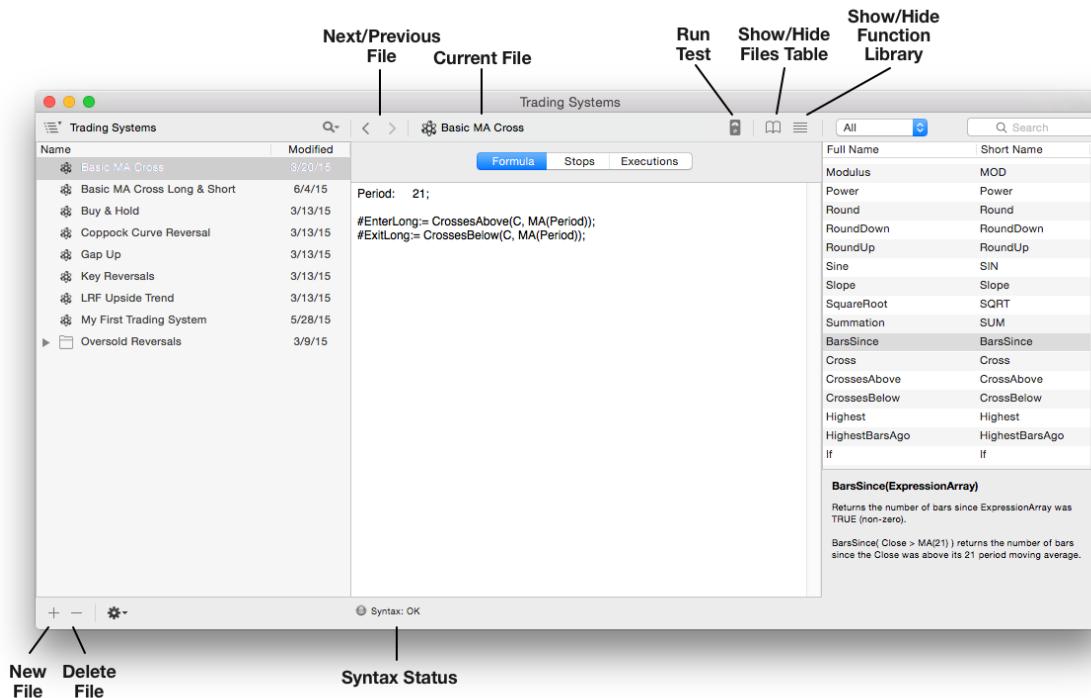 Next/Previous
File
Current File
Run
Test
Show/Hide
Files Table
Show/Hide
Function
Library
Trading Systems
Trading Systems
Basic MA Cross
All
Search
Name Modified
Basic MA Cross 3/20/15
Basic MA Cross Long & Short 6/4/15
Buy & Hold 3/13/15
Coppock Curve Reversal 3/13/15
Gap Up 3/13/15
Key Reversals 3/13/15
LRF Upside Trend 3/13/15
My First Trading System 5/28/15
Oversold Reversals 3/9/15
Formula Stops Executions
Period: 21;
#EnterLong:= CrossesAbove(C, MA(Period));
#ExitLong:= CrossesBelow(C, MA(Period));
Full Name Short Name
Modulus MOD
Power Power
Round Round
RoundDown RoundDown
RoundUp RoundUp
Sine SIN
Slope Slope
SquareRoot SQRT
Summation SUM
BarsSince BarsSince
Cross Cross
CrossesAbove CrossAbove
CrossesBelow CrossBelow
Highest Highest
HighestBarsAgo HighestBarsAgo
If If
BarsSince(ExpressionArray)
Returns the number of bars since ExpressionArray was
TRUE (non-zero).
BarsSince( Close > MA(21) ) returns the number of bars
since the Close was above its 21 period moving average.
Syntax: OK
New
File
Delete
File
Syntax Status